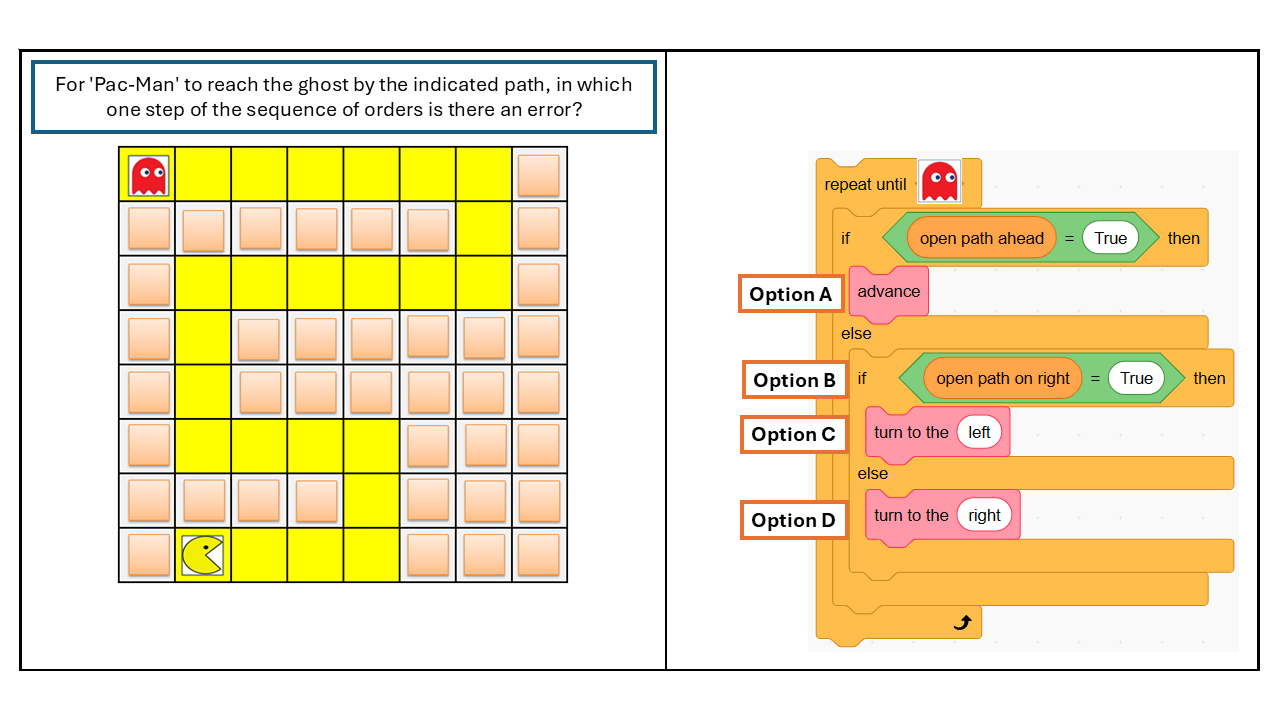 For 'Pac-Man' to reach the ghost by the indicated path, in which
one step of the sequence of orders is there an error?
repeat until
if open path ahead = True then
Option A advance
else
Option B if open path on right = True then
Option C turn to the left
else
Option D turn to the right